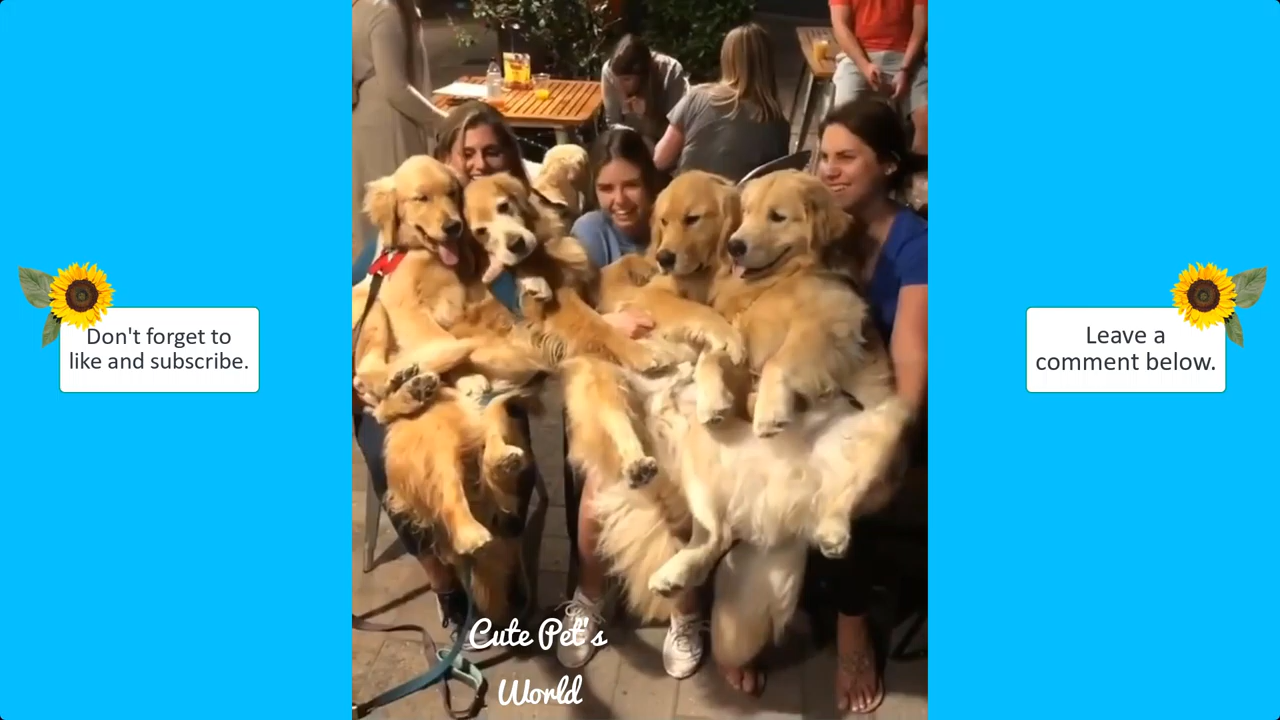 Don't forget to
like and subscribe.
Leave a
comment below.
Cute Pet's
World